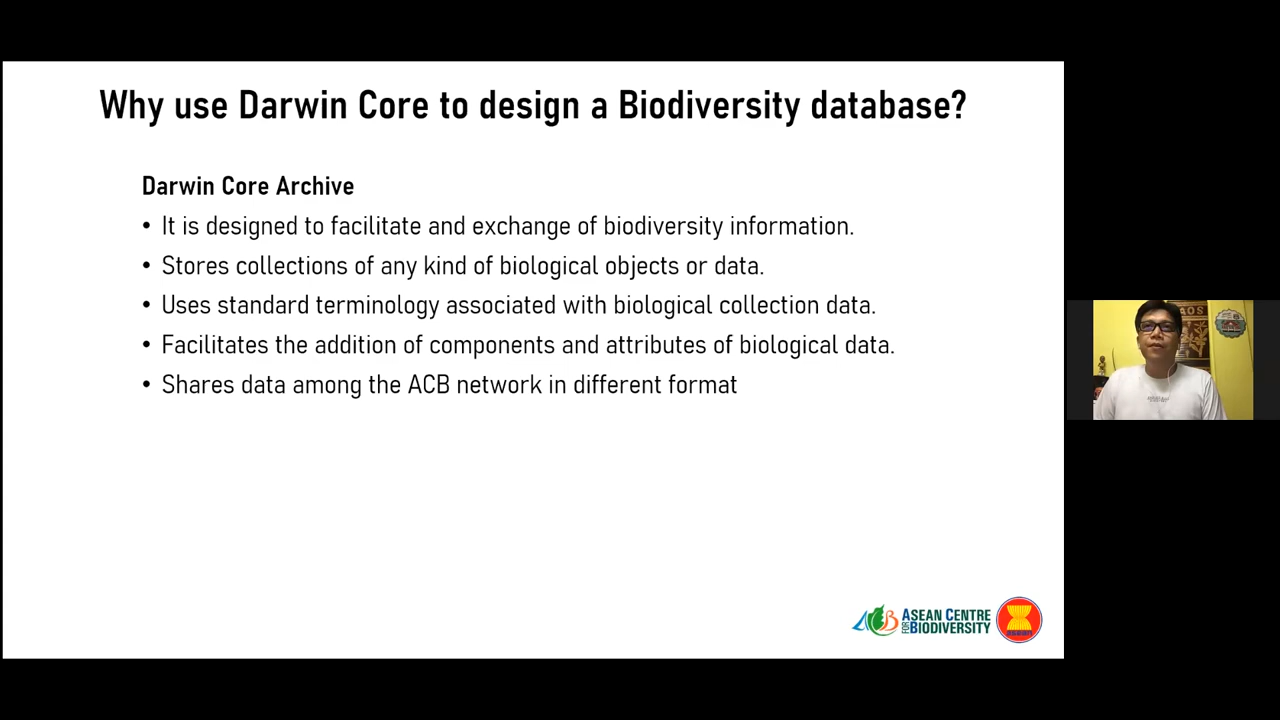 Why use Darwin Core to design a Biodiversity database?
Darwin Core Archive
• It is designed to facilitate and exchange of biodiversity information.
• Stores collections of any kind of biological objects or data.
• Uses standard terminology associated with biological collection data.
• Facilitates the addition of components and attributes of biological data.
• Shares data among the ACB network in different format
ACB
ASEAN CENTRE
FOR BIODIVERSITY
asean
AOS